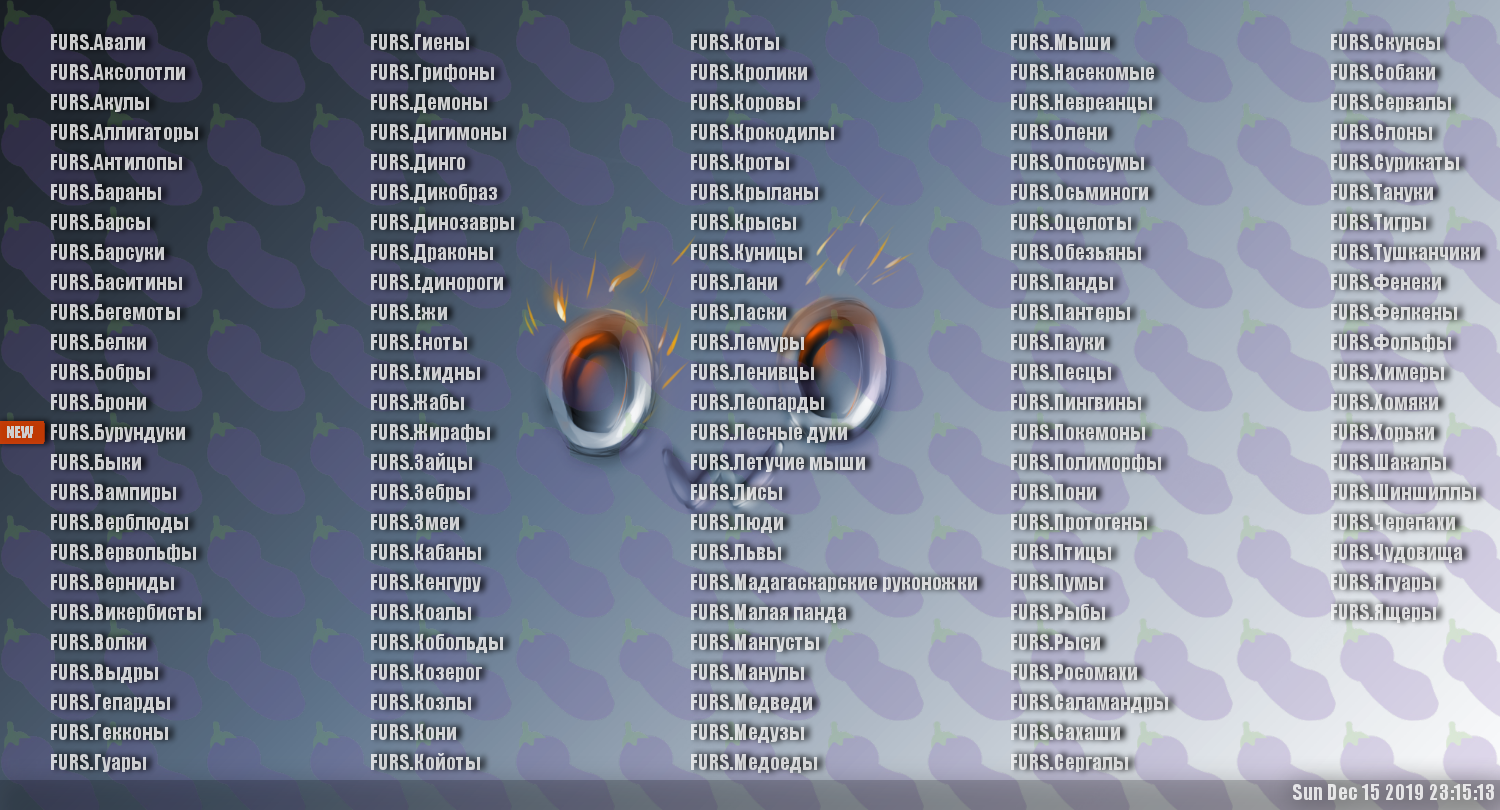 FURS.Авали
FURS.Аксолотли
FURS.Акулы
FURS.Аллигаторы
FURS.Антилопы
FURS.Бараны
FURS.Барсы
FURS.Барсуки
FURS.Баситины
FURS.Бегемоты
FURS.Белки
FURS.Бобры
FURS.Брони
NEW FURS.Бурундуки
FURS.Быки
FURS.Вампиры
FURS.Верблюды
FURS.Вервольфы
FURS.Верниды
FURS.Викербисты
FURS.Волки
FURS.Выдры
FURS.Гепарды
FURS.Гекконы
FURS.Гуары
FURS.Гиены
FURS.Грифоны
FURS.Демоны
FURS.Дигимоны
FURS.Динго
FURS.Дикобраз
FURS.Динозавры
FURS.Драконы
FURS.Единороги
FURS.Ежи
FURS.Еноты
FURS.Ехидны
FURS.Жабы
FURS.Жирафы
FURS.Зайцы
FURS.Зебры
FURS.Змеи
FURS.Кабаны
FURS.Кенгуру
FURS.Коалы
FURS.Кобольды
FURS.Козерог
FURS.Козлы
FURS.Кони
FURS.Койоты
FURS.Коты
FURS.Кролики
FURS.Коровы
FURS.Крокодилы
FURS.Кроты
FURS.Крыланы
FURS.Крысы
FURS.Куницы
FURS.Лани
FURS.Ласки
FURS.Лемуры
FURS.Ленивцы
FURS.Леопарды
FURS.Лесные духи
FURS.Летучие мыши
FURS.Лисы
FURS.Люди
FURS.Львы
FURS.Мадагаскарские руконожки
FURS.Малая панда
FURS.Мангусты
FURS.Манулы
FURS.Медведи
FURS.Медузы
FURS.Медоеды
FURS.Мыши
FURS.Насекомые
FURS.Невреанцы
FURS.Олени
FURS.Опоссумы
FURS.Осьминоги
FURS.Оцелоты
FURS.Обезьяны
FURS.Панды
FURS.Пантеры
FURS.Пауки
FURS.Песцы
FURS.Пингвины
FURS.Покемоны
FURS.Полиморфы
FURS.Пони
FURS.Протогены
FURS.Птицы
FURS.Пумы
FURS.Рыбы
FURS.Рыси
FURS.Росомахи
FURS.Саламандры
FURS.Сахаши
FURS.Сергалы
FURS.Скунсы
FURS.Собаки
FURS.Сервалы
FURS.Слоны
FURS.Сурикаты
FURS.Тануки
FURS.Тигры
FURS.Тушканчики
FURS.Фенеки
FURS.Фелкены
FURS.Фольфы
FURS.Химеры
FURS.Хомяки
FURS.Хорьки
FURS.Шакалы
FURS.Шиншиллы
FURS.Черепахи
FURS.Чудовища
FURS.Ягуары
FURS.Ящеры
Sun Dec 15 2019 23:15:13